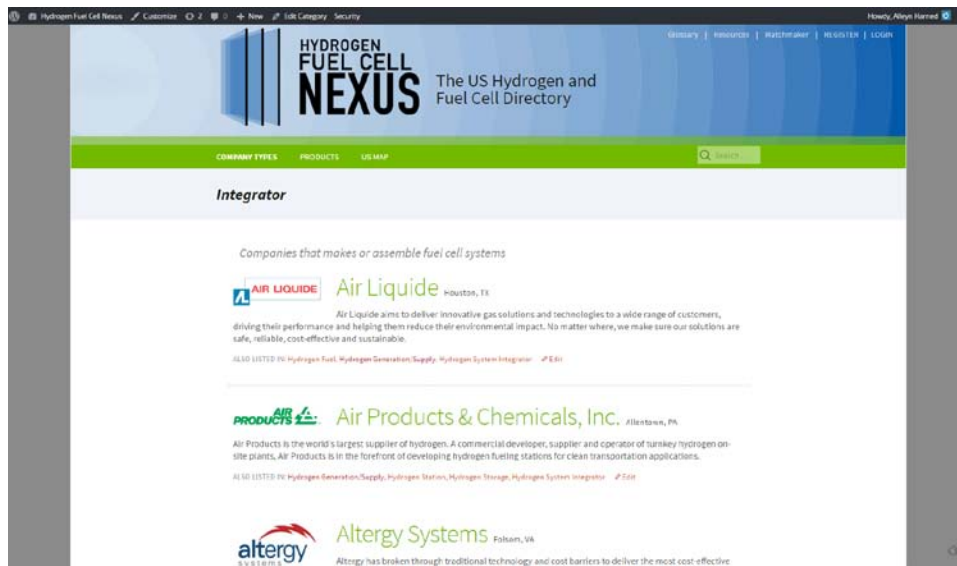 Hydrogen Fuel Cell Nexus Customize 2 0 + New Edit Category Security Howdy, Alleyn Harned
Glossary | Resources | Matchmaker | REGISTER | LOGIN
HYDROGEN
FUEL CELL
NEXUS
The US Hydrogen and
Fuel Cell Directory
COMPANY TYPES PRODUCTS US MAP Search
Integrator
Companies that makes or assemble fuel cell systems
AIR LIQUIDE
Air Liquide Houston, TX
Air Liquide aims to deliver innovative gas solutions and technologies to a wide range of customers,
driving their performance and helping them reduce their environmental impact. No matter where, we make sure our solutions are
safe, reliable, cost-effective and sustainable.
ALSO LISTED IN: Hydrogen Fuel, Hydrogen Generation/Supply, Hydrogen System Integrator Edit
AIR
PRODUCTS
Air Products & Chemicals, Inc. Allentown, PA
Air Products is the world's largest supplier of hydrogen. A commercial developer, supplier and operator of turnkey hydrogen on-
site plants, Air Products is in the forefront of developing hydrogen fueling stations for clean transportation applications.
ALSO LISTED IN: Hydrogen Generation/Supply, Hydrogen Station, Hydrogen Storage, Hydrogen System Integrator Edit
altergy
systems
Altergy Systems Folsom, VA
Altergy has broken through traditional technology and cost barriers to deliver the most cost-effective